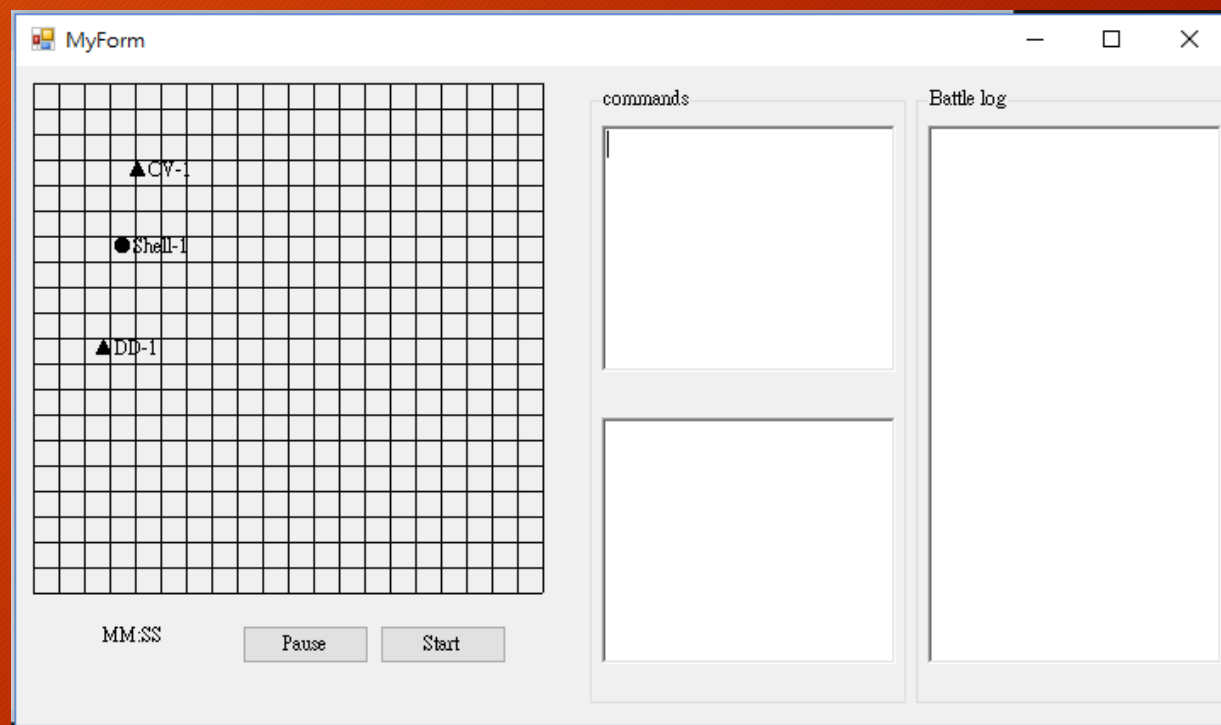 MyForm
commands
Battle log
CV-1
Shell-1
DD-1
MM:SS
Pause
Start